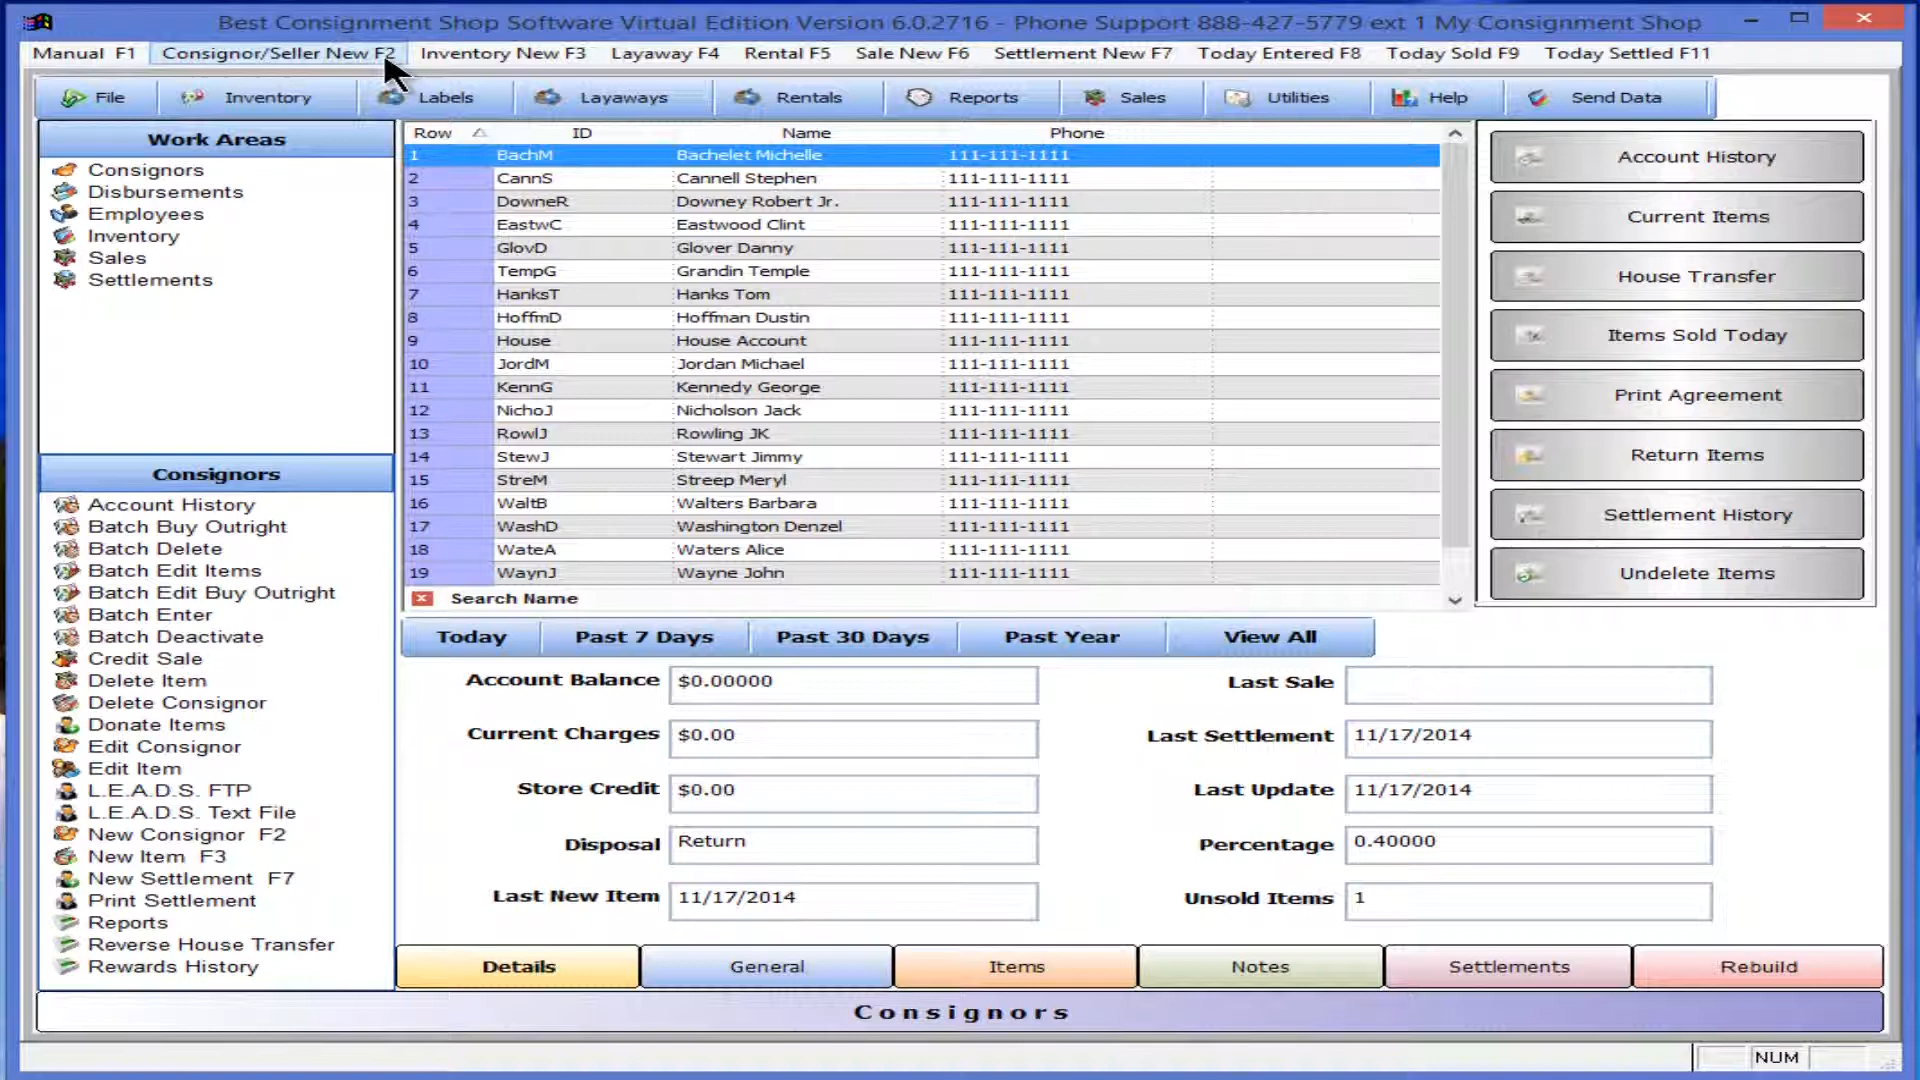 Best Consignment Shop Software Virtual Edition Version 6.0.2716 - Phone Support 888-427-5779 ext 1 My Consignment Shop
Manual F1 Consignor/Seller New F2 Inventory New F3 Layaway F4 Rental F5 Sale New F6 Settlement New F7 Today Entered F8 Today Sold F9 Today Settled F11
File Inventory Labels Layaways Rentals Reports Sales Utilities Help Send Data
Work Areas
Consignors
Disbursements
Employees
Inventory
Sales
Settlements
Consignors
Account History
Batch Buy Outright
Batch Delete
Batch Edit Items
Batch Edit Buy Outright
Batch Enter
Batch Deactivate
Credit Sale
Delete Item
Delete Consignor
Donate Items
Edit Consignor
Edit Item
L.E.A.D.S. FTP
L.E.A.D.S. Text File
New Consignor F2
New Item F3
New Settlement F7
Print Settlement
Reports
Reverse House Transfer
Rewards History
Row ID Name Phone
1 BachM Bachelet Michelle 111-111-1111
2 CannS Cannell Stephen 111-111-1111
3 DowneR Downey Robert Jr. 111-111-1111
4 EastwC Eastwood Clint 111-111-1111
5 GlovD Glover Danny 111-111-1111
6 TempG Grandin Temple 111-111-1111
7 HanksT Hanks Tom 111-111-1111
8 HoffmD Hoffman Dustin 111-111-1111
9 House House Account 111-111-1111
10 JordM Jordan Michael 111-111-1111
11 KennG Kennedy George 111-111-1111
12 NichoJ Nicholson Jack 111-111-1111
13 RowlJ Rowling JK 111-111-1111
14 StewJ Stewart Jimmy 111-111-1111
15 StreM Streep Meryl 111-111-1111
16 WaltB Walters Barbara 111-111-1111
17 WashD Washington Denzel 111-111-1111
18 WateA Waters Alice 111-111-1111
19 WaynJ Wayne John 111-111-1111
Search Name
Account History
Current Items
House Transfer
Items Sold Today
Print Agreement
Return Items
Settlement History
Undelete Items
Today Past 7 Days Past 30 Days Past Year View All
Account Balance $0.00000 Last Sale
Current Charges $0.00 Last Settlement 11/17/2014
Store Credit $0.00 Last Update 11/17/2014
Disposal Return Percentage 0.40000
Last New Item 11/17/2014 Unsold Items 1
Details General Items Notes Settlements Rebuild
Consignors
NUM